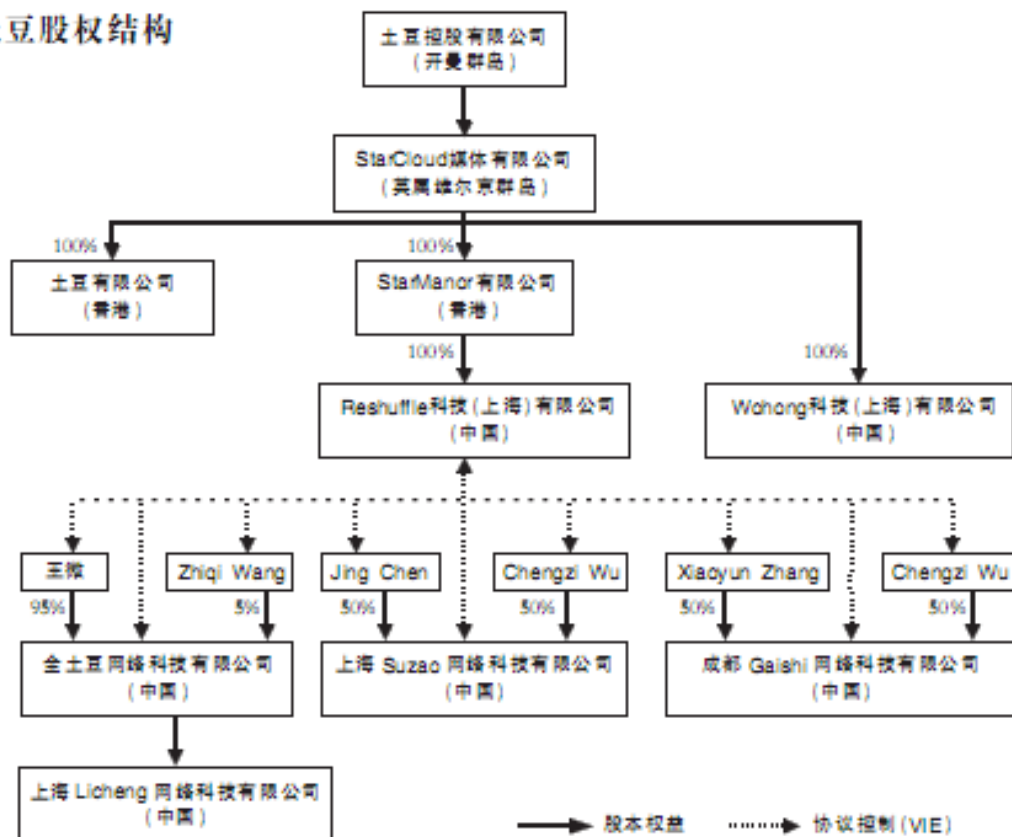 豆股权结构
土豆控股有限公司
(开曼群岛)
StarCloud媒体有限公司
(英属维尔京群岛)
100%
100%
土豆有限公司
(香港)
StarManor有限公司
(香港)
100%
100%
Reshuffle科技(上海)有限公司
(中国)
Wohong科技(上海)有限公司
(中国)
王微
Zhiqi Wang
Jing Chen
Chengzi Wu
Xiaoyun Zhang
Chengzi Wu
95%
5%
50%
50%
50%
50%
全土豆网络科技有限公司
(中国)
上海 Suzao 网络科技有限公司
(中国)
成都 Gaishi 网络科技有限公司
(中国)
上海 Licheng 网络科技有限公司
(中国)
股本权益
协议控制(VIE)